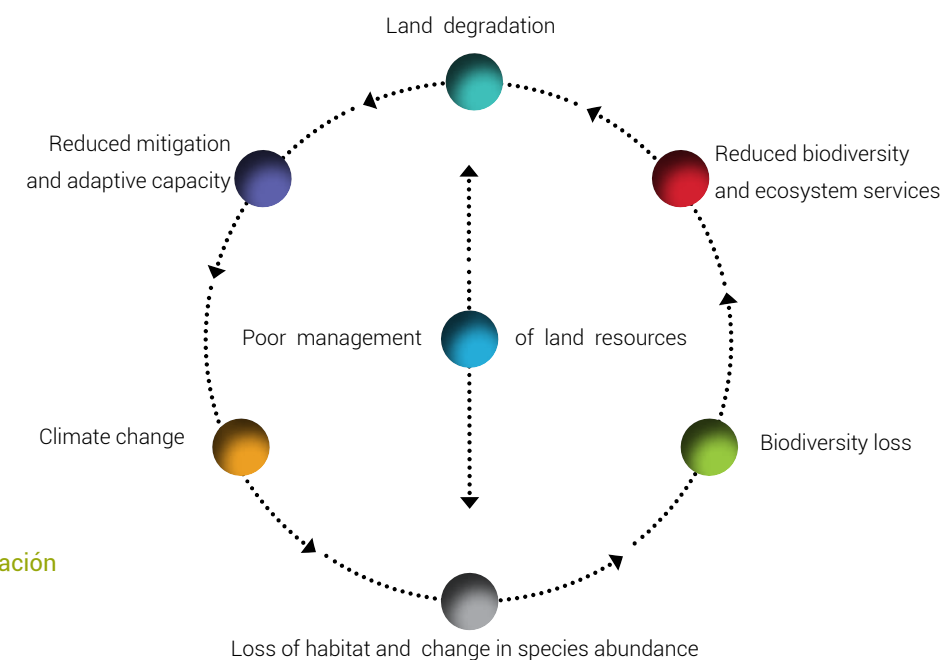 Land degradation
Reduced mitigation
and adaptive capacity
Reduced biodiversity
and ecosystem services
Poor management of land resources
Climate change
Biodiversity loss
ación
Loss of habitat and change in species abundance